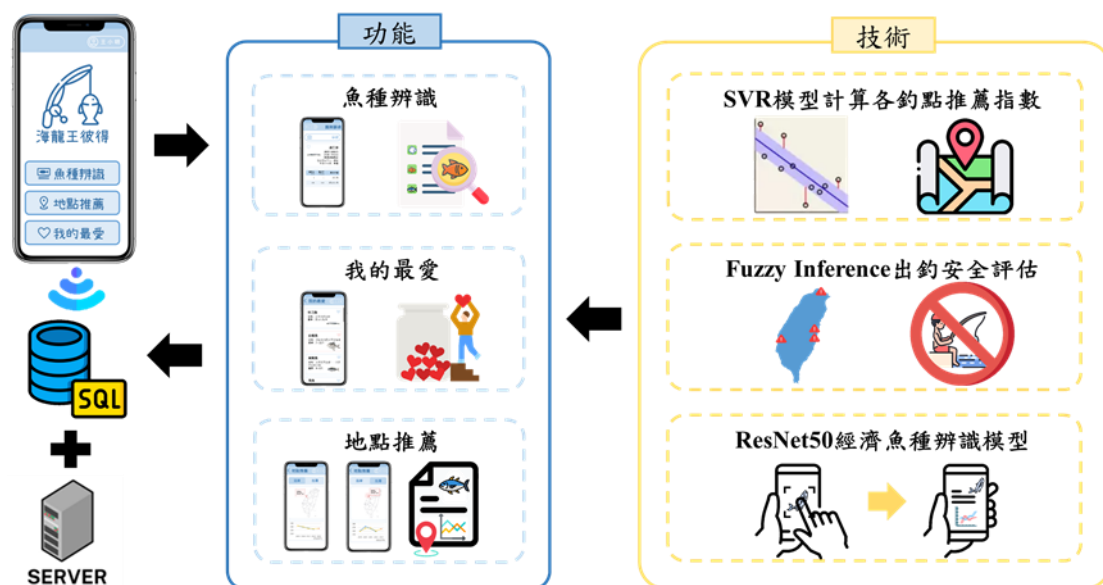 海龍王彼得
魚種辨識
地點推薦
我的最愛
SQL
SERVER
功能
魚種辨識
我的最愛
地點推薦
技術
SVR模型計算各釣點推薦指數
Fuzzy Inference出釣安全評估
ResNet50經濟魚種辨識模型